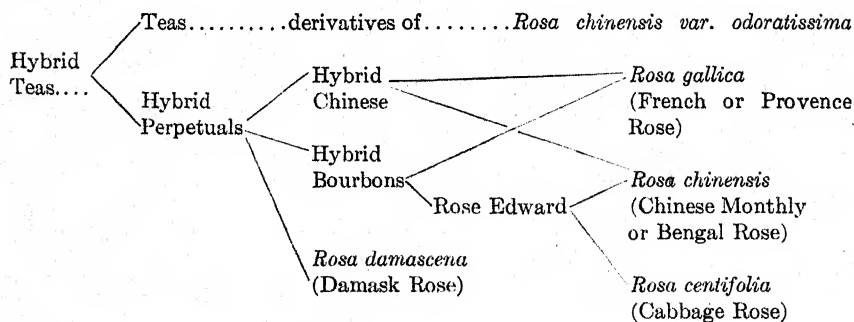 Teas..........derivatives of........Rosa chinensis var. odoratissima
Hybrid
Teas....
Hybrid
Perpetuals
Hybrid
Chinese
Hybrid
Bourbons
Rose Edward
Rosa damascena
(Damask Rose)
Rosa gallica
(French or Provence
Rose)
Rosa chinensis
(Chinese Monthly
or Bengal Rose)
Rosa centifolia
(Cabbage Rose)